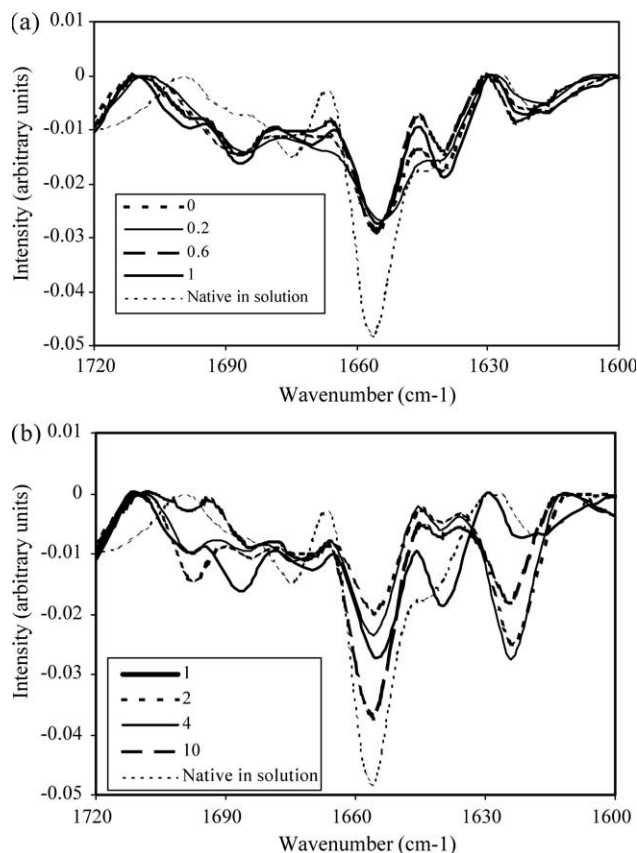 (a)
0.01
0
-0.01
-0.02
-0.03
-0.04
-0.05
Intensity (arbitrary units)
0
0.2
0.6
1
Native in solution
1720 1690 1660 1630 1600
Wavenumber (cm-1)
(b)
0.01
0
-0.01
-0.02
-0.03
-0.04
-0.05
Intensity (arbitrary units)
1
2
4
10
Native in solution
1720 1690 1660 1630 1600
Wavenumber (cm-1)